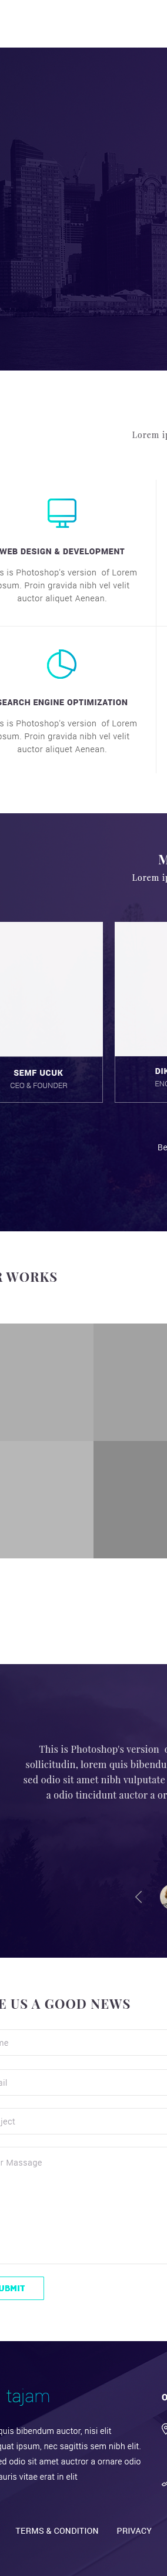 Lorem
WEB DESIGN & DEVELOPMENT
is Photoshop's version of Lorem
psum. Proin gravida nibh vel velit
auctor aliquet Aenean.
SEARCH ENGINE OPTIMIZATION
is Photoshop's version of Lorem
psum. Proin gravida nibh vel velit
auctor aliquet Aenean.
M
Lorem
SEMF UCUK
CEO & FOUNDER
DIK
ENG
Be
R WORKS
This is Photoshop's version
sollicitudin, lorem quis bibendu
sed odio sit amet nibh vulputate
a odio tincidunt auctor a or
E US A GOOD NEWS
me
ail
ject
r Massage
UBMIT
tajam
quis bibendum auctor, nisi elit
quat ipsum, nec sagittis sem nibh elit.
ed odio sit amet auctror a ornare odio
auris vitae erat in elit
O
TERMS & CONDITION PRIVACY